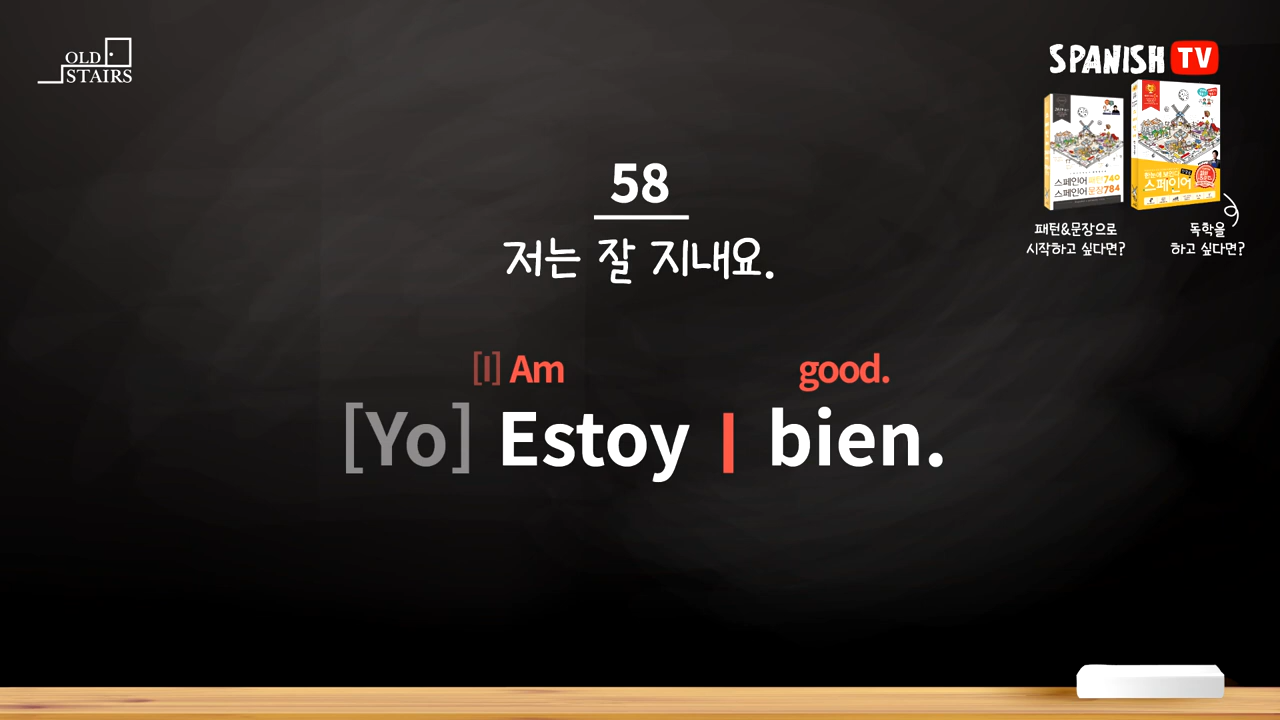 OLD
STAIRS
SPANISH TV
58
저는 잘 지내요.
[I] Am good.
[Yo] Estoy | bien.
스페인어 패턴740
스페인어 문장784
스페인어
패턴&문장으로
시작하고 싶다면?
독학을
하고 싶다면?